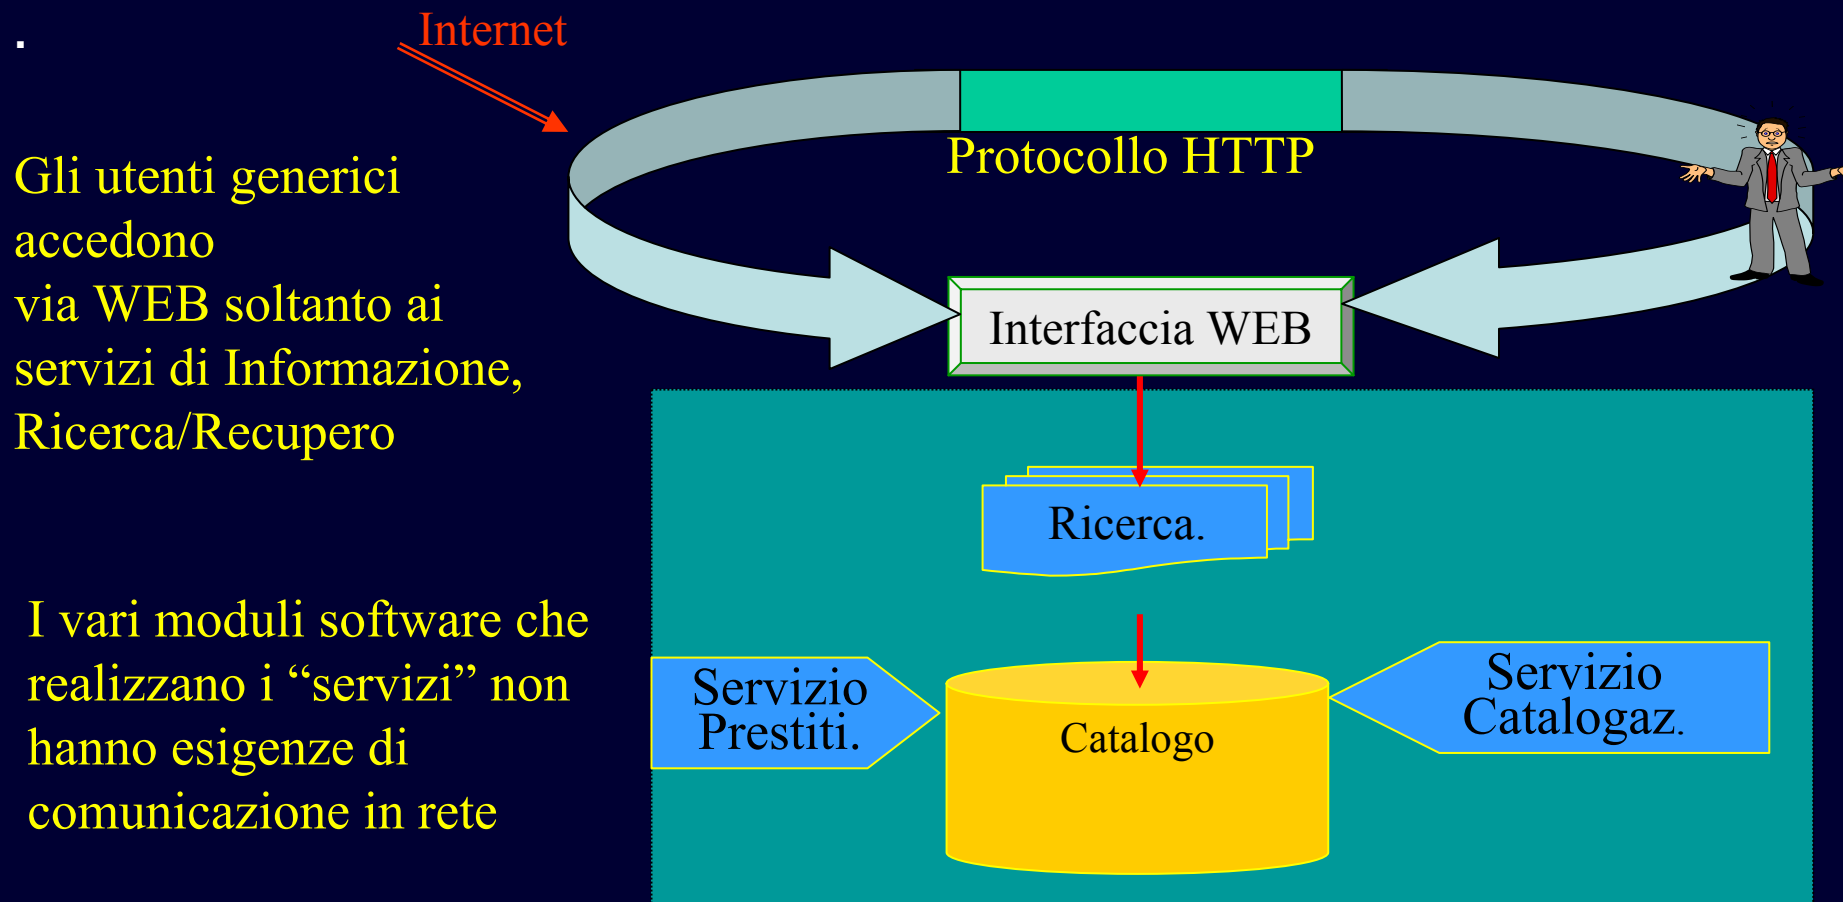 .
Internet
Protocollo HTTP
Gli utenti generici
accedono
via WEB soltanto ai
servizi di Informazione,
Ricerca/Recupero
Interfaccia WEB
Ricerca.
I vari moduli software che
realizzano i “servizi” non
hanno esigenze di
comunicazione in rete
Servizio
Prestiti.
Catalogo
Servizio
Catalogaz.